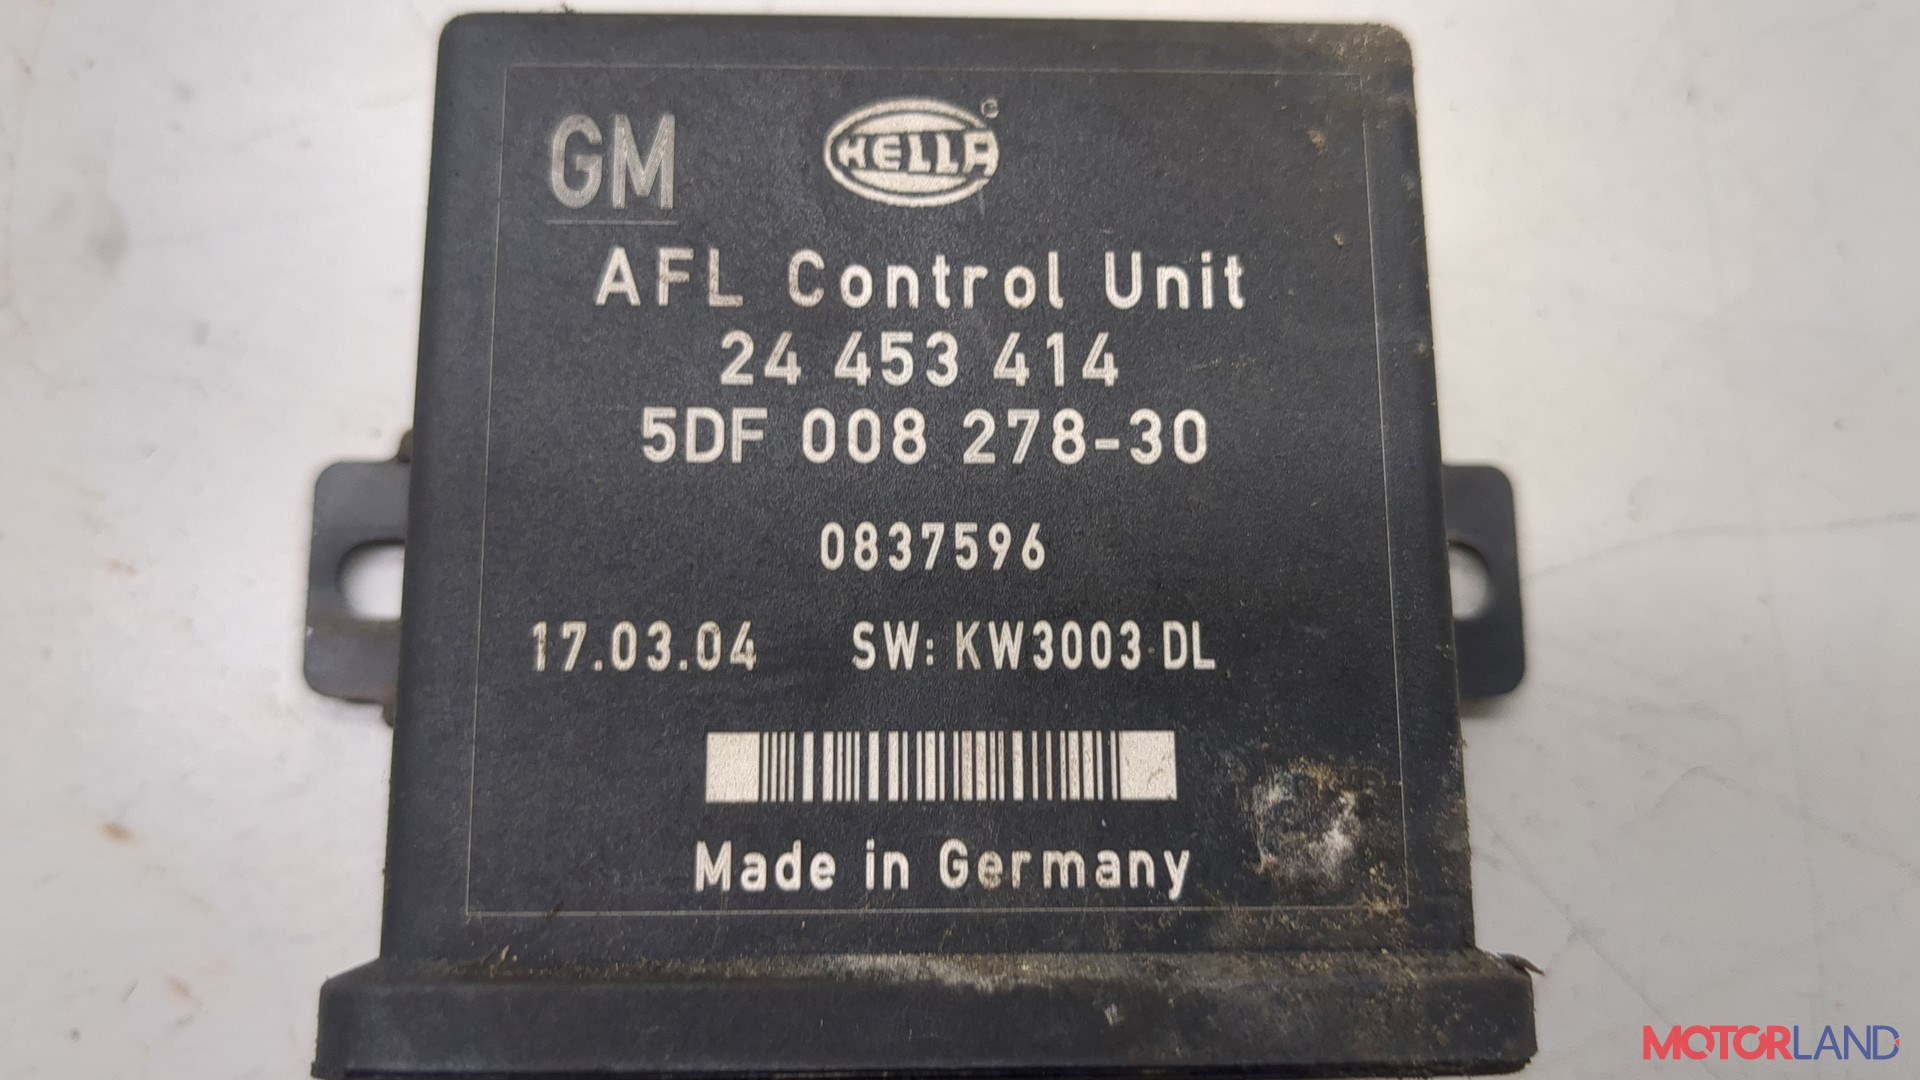 GM HELLA
AFL Control Unit
24 453 414
5DF 008 278-30
0837596
17.03.04 SW: KW3003 DL
Made in Germany
MOTORLAND